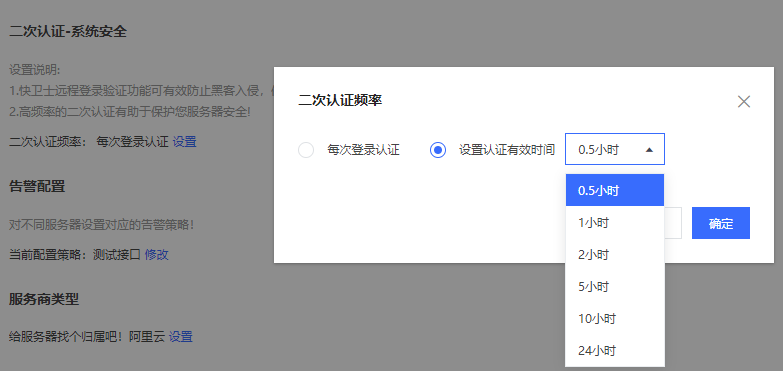 二次认证-系统安全
设置说明:
1.快卫士远程登录验证功能可有效防止黑客入侵，
2.高频率的二次认证有助于保护您服务器安全!
二次认证频率： 每次登录认证 设置
告警配置
对不同服务器设置对应的告警策略!
当前配置策略：测试接口 修改
服务商类型
给服务器找个归属吧！阿里云 设置
二次认证频率
每次登录认证 设置认证有效时间 0.5小时
0.5小时
1小时
2小时
5小时
10小时
24小时
确定